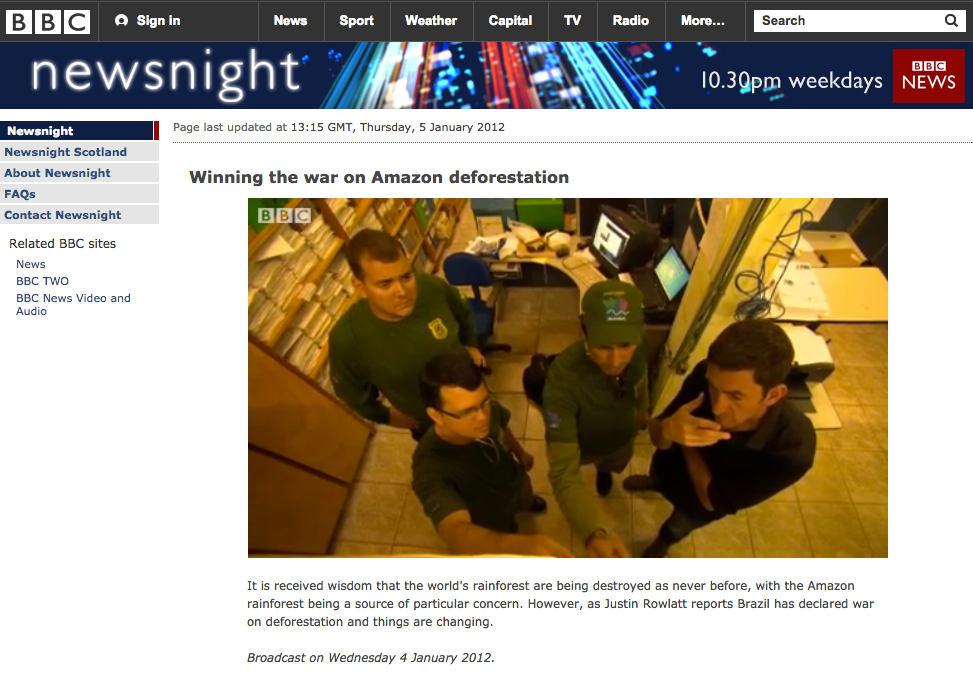 BBC Sign in News Sport Weather Capital TV Radio More... Search
newsnight 10.30pm weekdays BBC NEWS
Newsnight
Newsnight Scotland
About Newsnight
FAQs
Contact Newsnight
Related BBC sites
News
BBC TWO
BBC News Video and
Audio
Page last updated at 13:15 GMT, Thursday, 5 January 2012
Winning the war on Amazon deforestation
BBC
It is received wisdom that the world's rainforest are being destroyed as never before, with the Amazon
rainforest being a source of particular concern. However, as Justin Rowlatt reports Brazil has declared war
on deforestation and things are changing.
Broadcast on Wednesday 4 January 2012.